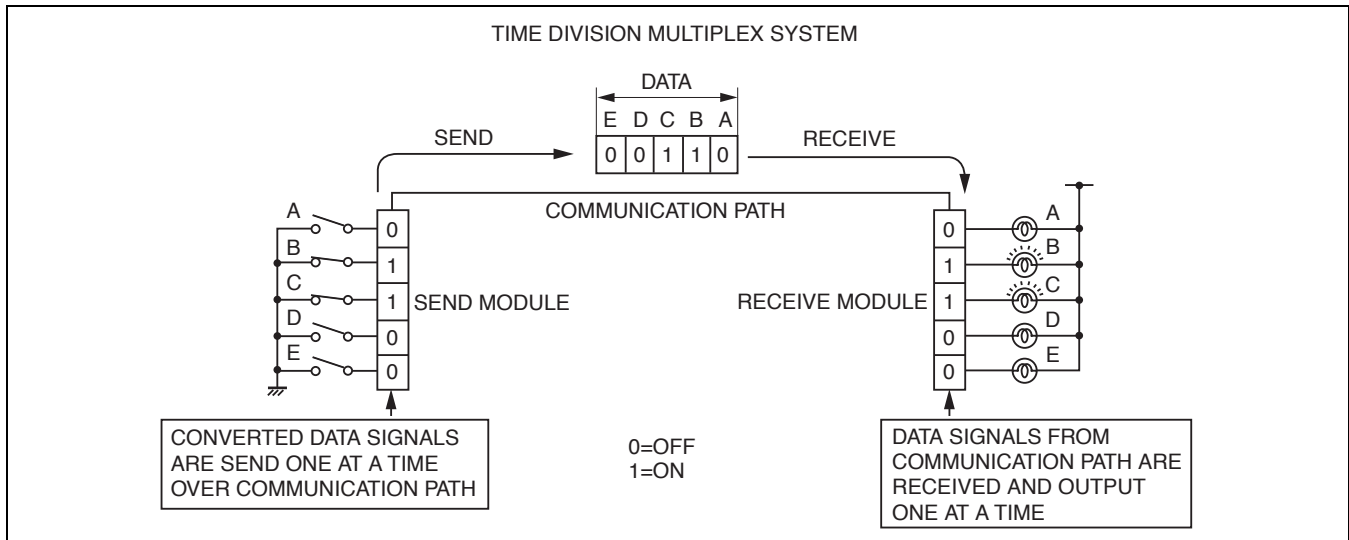 TIME DIVISION MULTIPLEX SYSTEM
DATA
E D C B A
SEND
0 0 1 1 0
RECEIVE
COMMUNICATION PATH
A
0
B
1
C
1
SEND MODULE
D
0
E
0
0
A
1
B
RECEIVE MODULE
1
C
0
D
0
E
CONVERTED DATA SIGNALS
ARE SEND ONE AT A TIME
OVER COMMUNICATION PATH
0=OFF
1=ON
DATA SIGNALS FROM
COMMUNICATION PATH ARE
RECEIVED AND OUTPUT
ONE AT A TIME